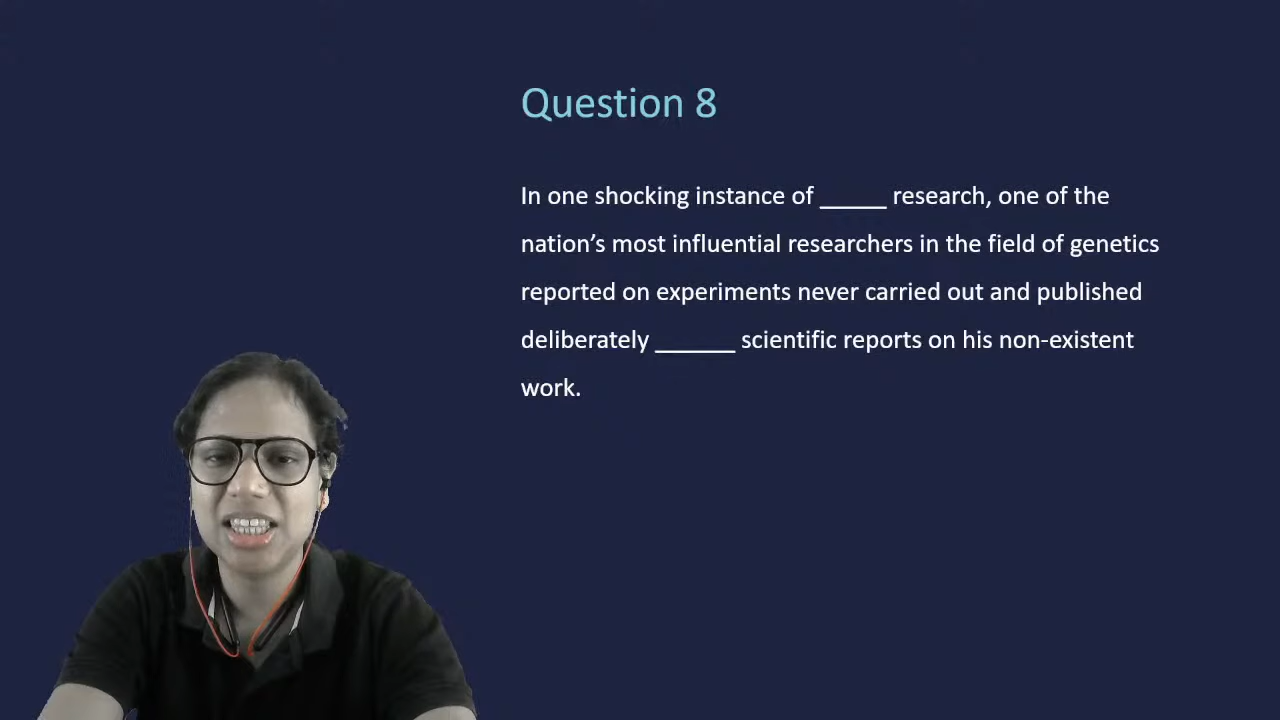 Question 8
In one shocking instance of _____ research, one of the
nation’s most influential researchers in the field of genetics
reported on experiments never carried out and published
deliberately ______ scientific reports on his non-existent
work.